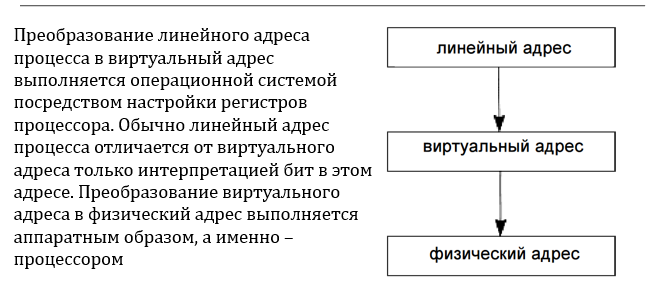 Преобразование линейного адреса
процесса в виртуальный адрес
выполняется операционной системой
посредством настройки регистров
процессора. Обычно линейный адрес
процесса отличается от виртуального
адреса только интерпретацией бит в этом
адресе. Преобразование виртуального
адреса в физический адрес выполняется
аппаратным образом, а именно –
процессором
линейный адрес
виртуальный адрес
физический адрес